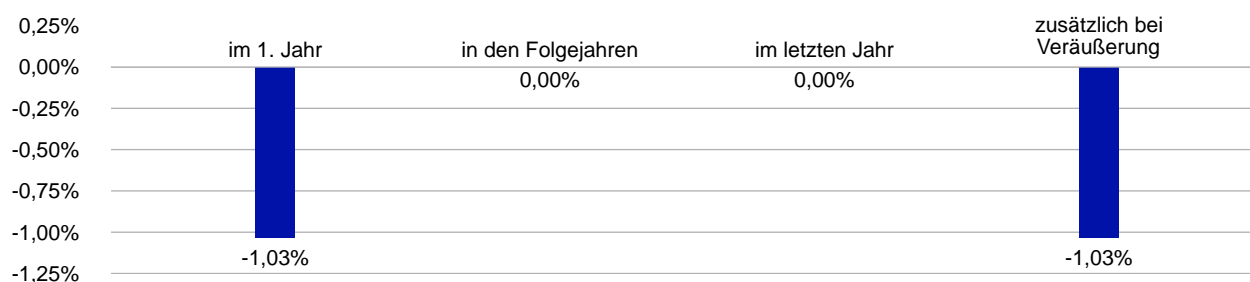 0,25%
zusätzlich bei
Veräußerung
im 1. Jahr
in den Folgejahren
im letzten Jahr
0,00%
0,00%
0,00%
-0,25%
-0,50%
-0,75%
-1,00%
-1,03%
-1,03%
-1,25%